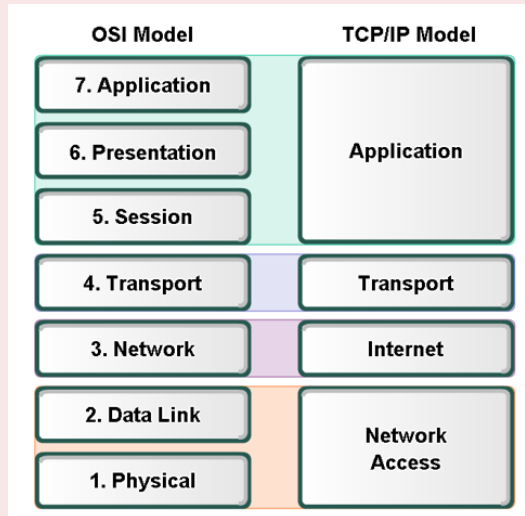 OSI Model
TCP/IP Model
7. Application
6. Presentation
5. Session
Application
4. Transport
Transport
3. Network
Internet
2. Data Link
1. Physical
Network
Access